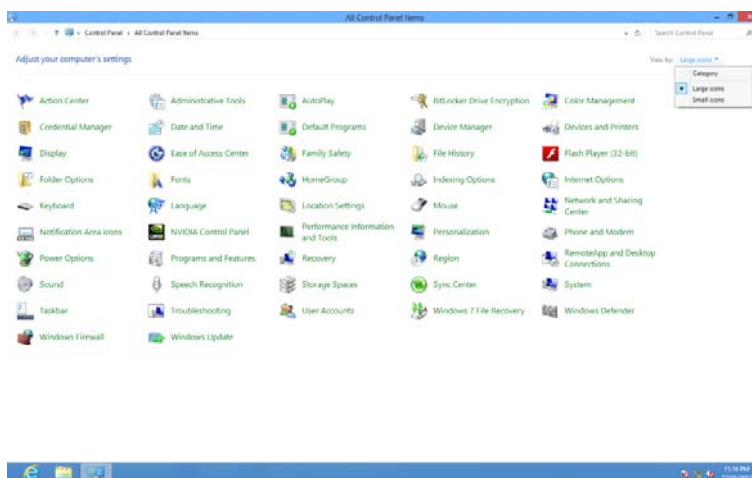 All Control Panel Items
Control Panel All Control Panel Items Search Control Panel
Adjust your computer's settings View by: Large icons
Category
Large icons
Small icons
Action Center Administrative Tools AutoPlay BitLocker Drive Encryption Color Management
Credential Manager Date and Time Default Programs Device Manager Devices and Printers
Display Ease of Access Center Family Safety File History Flash Player (32-bit)
Folder Options Fonts HomeGroup Indexing Options Internet Options
Keyboard Language Location Settings Mouse Network and Sharing
Center
Notification Area Icons NVIDIA Control Panel Performance Information
and Tools Personalization Phone and Modem
Power Options Programs and Features Recovery Region RemoteApp and Desktop
Connections
Sound Speech Recognition Storage Spaces Sync Center System
Taskbar Troubleshooting User Accounts Windows 7 File Recovery Windows Defender
Windows Firewall Windows Update
11:16 PM